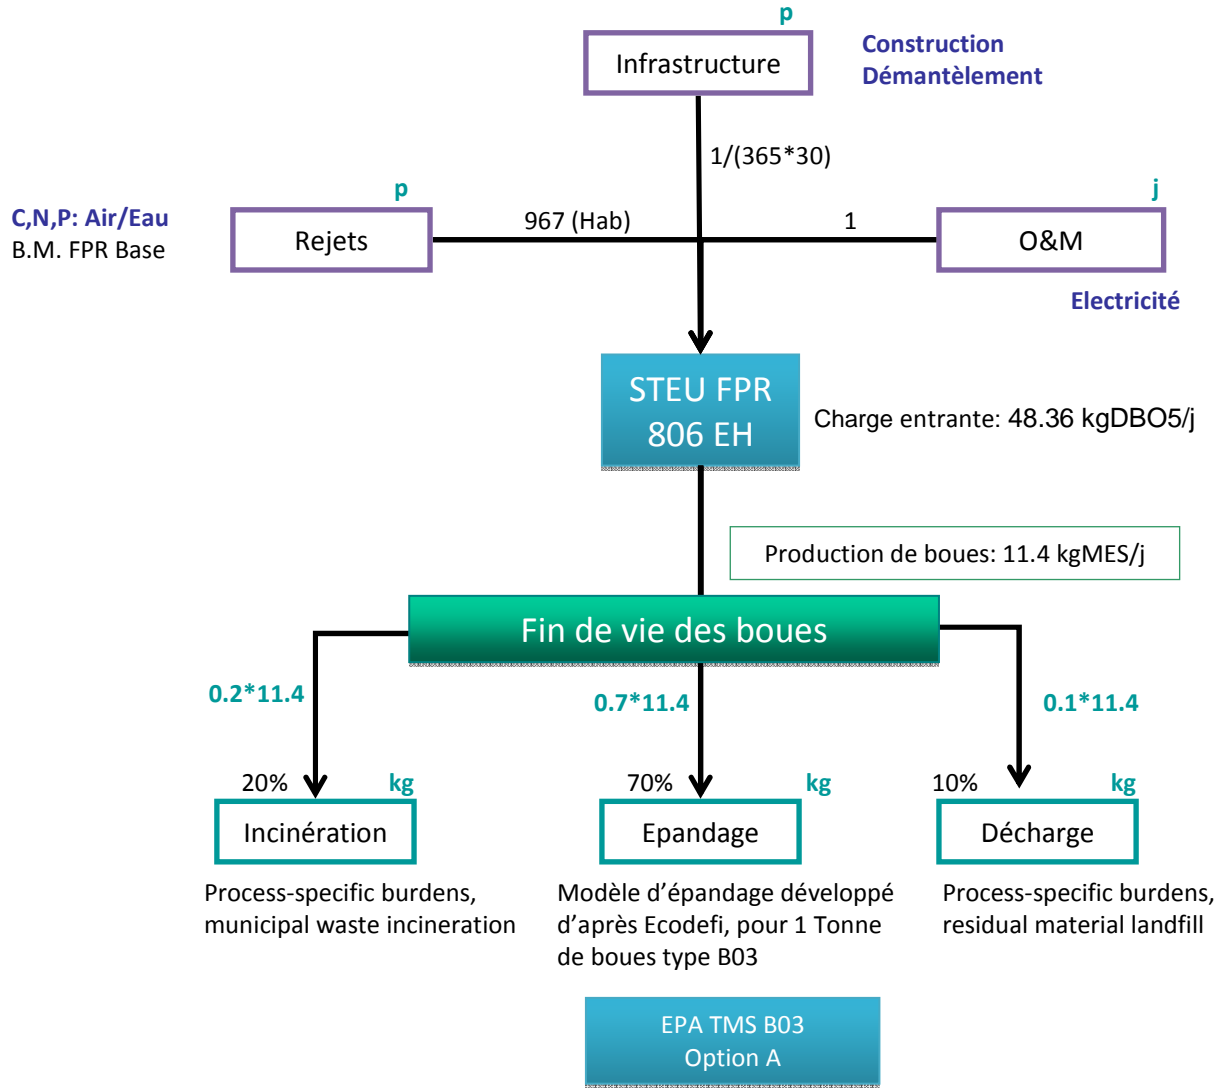 p
Infrastructure
Construction
Démantèlement
1/(365*30)
p
C,N,P: Air/Eau
B.M. FPR Base
Rejets
967 (Hab)
1
j
O&M
Electricité
STEU FPR
806 EH
Charge entrante: 48.36 kgDBO5/j
Production de boues: 11.4 kgMES/j
Fin de vie des boues
0.2*11.4
0.7*11.4
0.1*11.4
20%
kg
70%
kg
10%
kg
Incinération
Epandage
Décharge
Process-specific burdens,
municipal waste incineration
Modèle d’épandage développé
d’après Ecodefi, pour 1 Tonne
de boues type B03
Process-specific burdens,
residual material landfill
EPA TMS B03
Option A